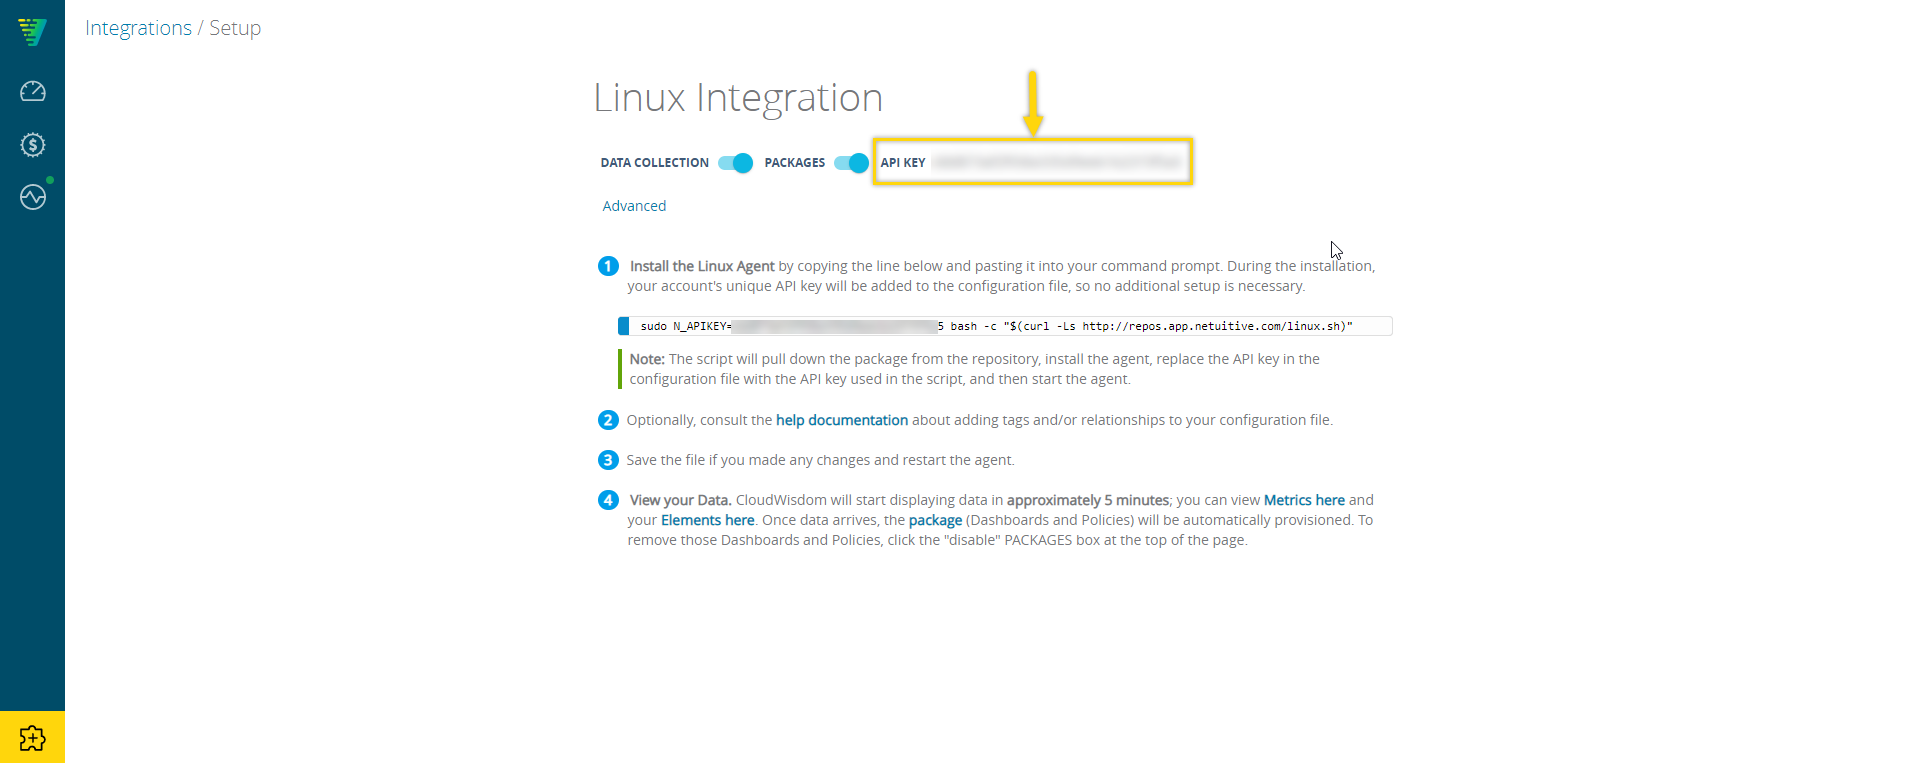 Integrations / Setup
Linux Integration
DATA COLLECTION PACKAGES API KEY
Advanced
1 Install the Linux Agent by copying the line below and pasting it into your command prompt. During the installation,
your account's unique API key will be added to the configuration file, so no additional setup is necessary.
sudo N_APIKEY= 5 bash -c "$(curl -Ls http://repos.app.netuitive.com/linux.sh)"
Note: The script will pull down the package from the repository, install the agent, replace the API key in the
configuration file with the API key used in the script, and then start the agent.
2 Optionally, consult the help documentation about adding tags and/or relationships to your configuration file.
3 Save the file if you made any changes and restart the agent.
4 View your Data. CloudWisdom will start displaying data in approximately 5 minutes; you can view Metrics here and
your Elements here. Once data arrives, the package (Dashboards and Policies) will be automatically provisioned. To
remove those Dashboards and Policies, click the "disable" PACKAGES box at the top of the page.